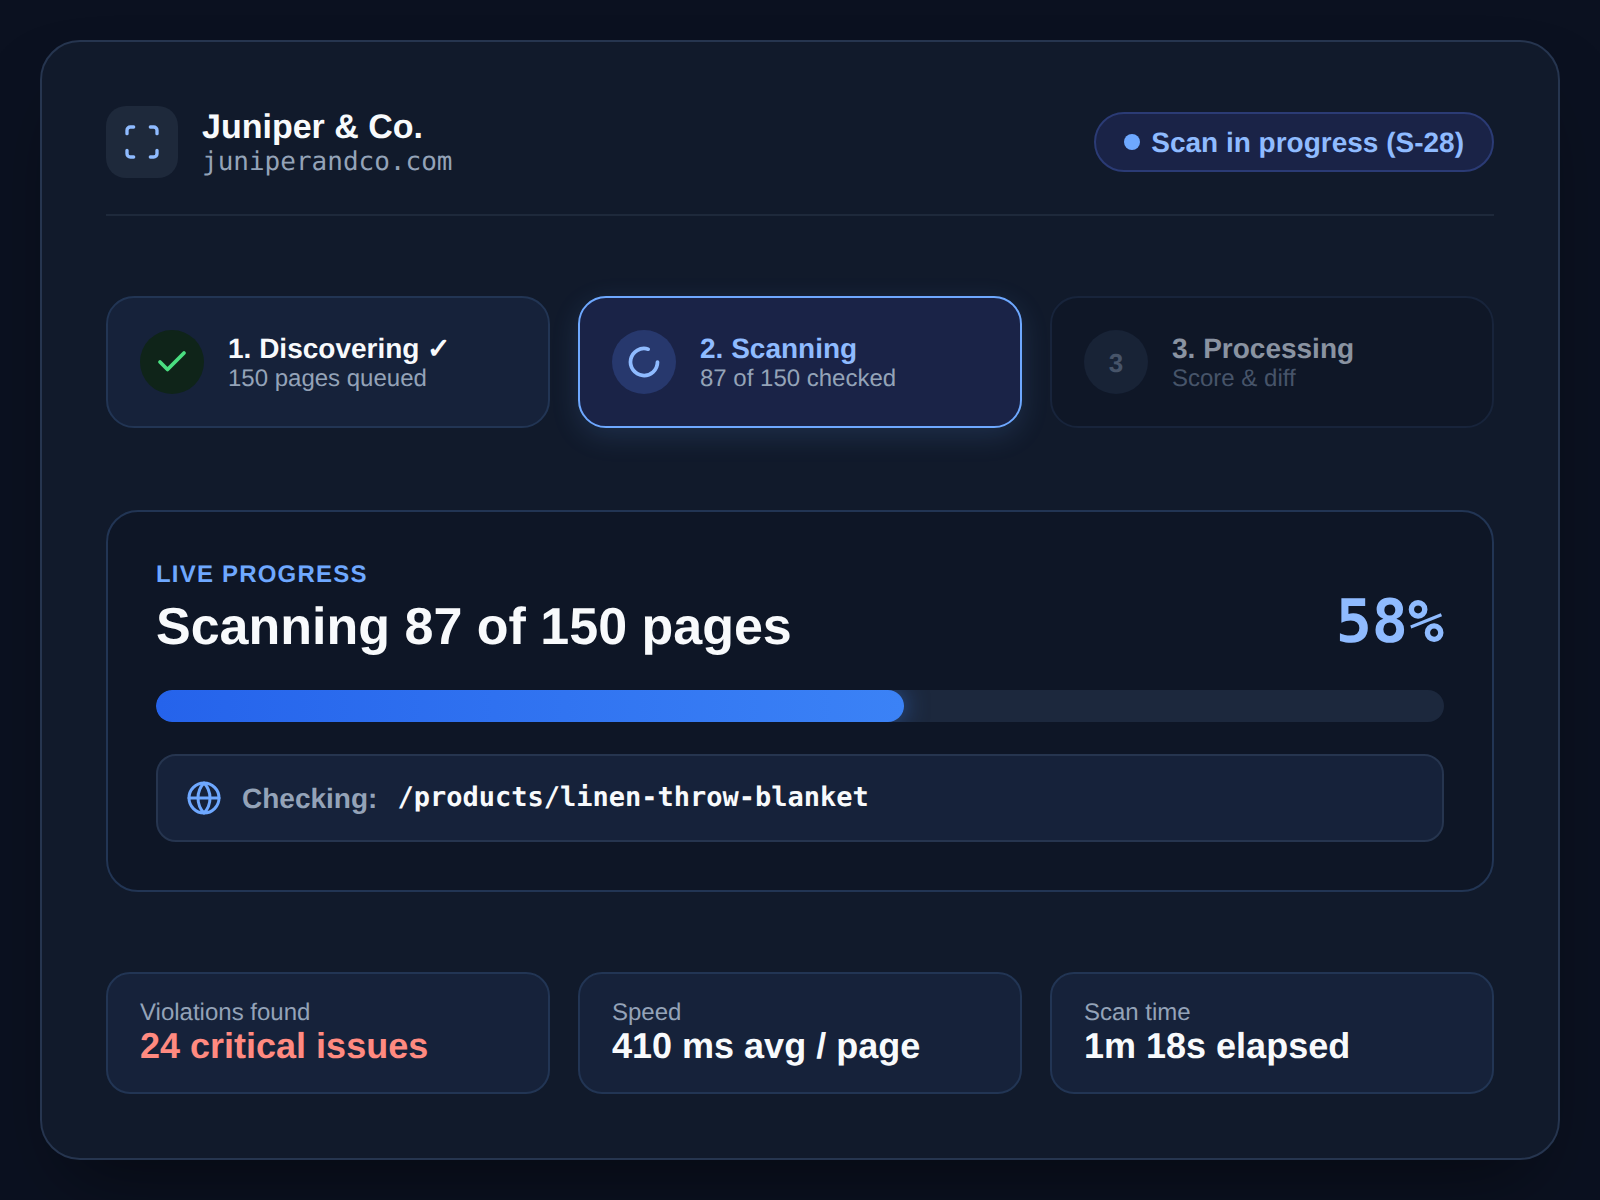 Juniper & Co.
juniperandco.com
Scan in progress (S-28)
1. Discovering ✓
150 pages queued
2. Scanning
87 of 150 checked
3
3. Processing
Score & diff
LIVE PROGRESS
Scanning 87 of 150 pages
58%
Checking: /products/linen-throw-blanket
Violations found
24 critical issues
Speed
410 ms avg / page
Scan time
1m 18s elapsed